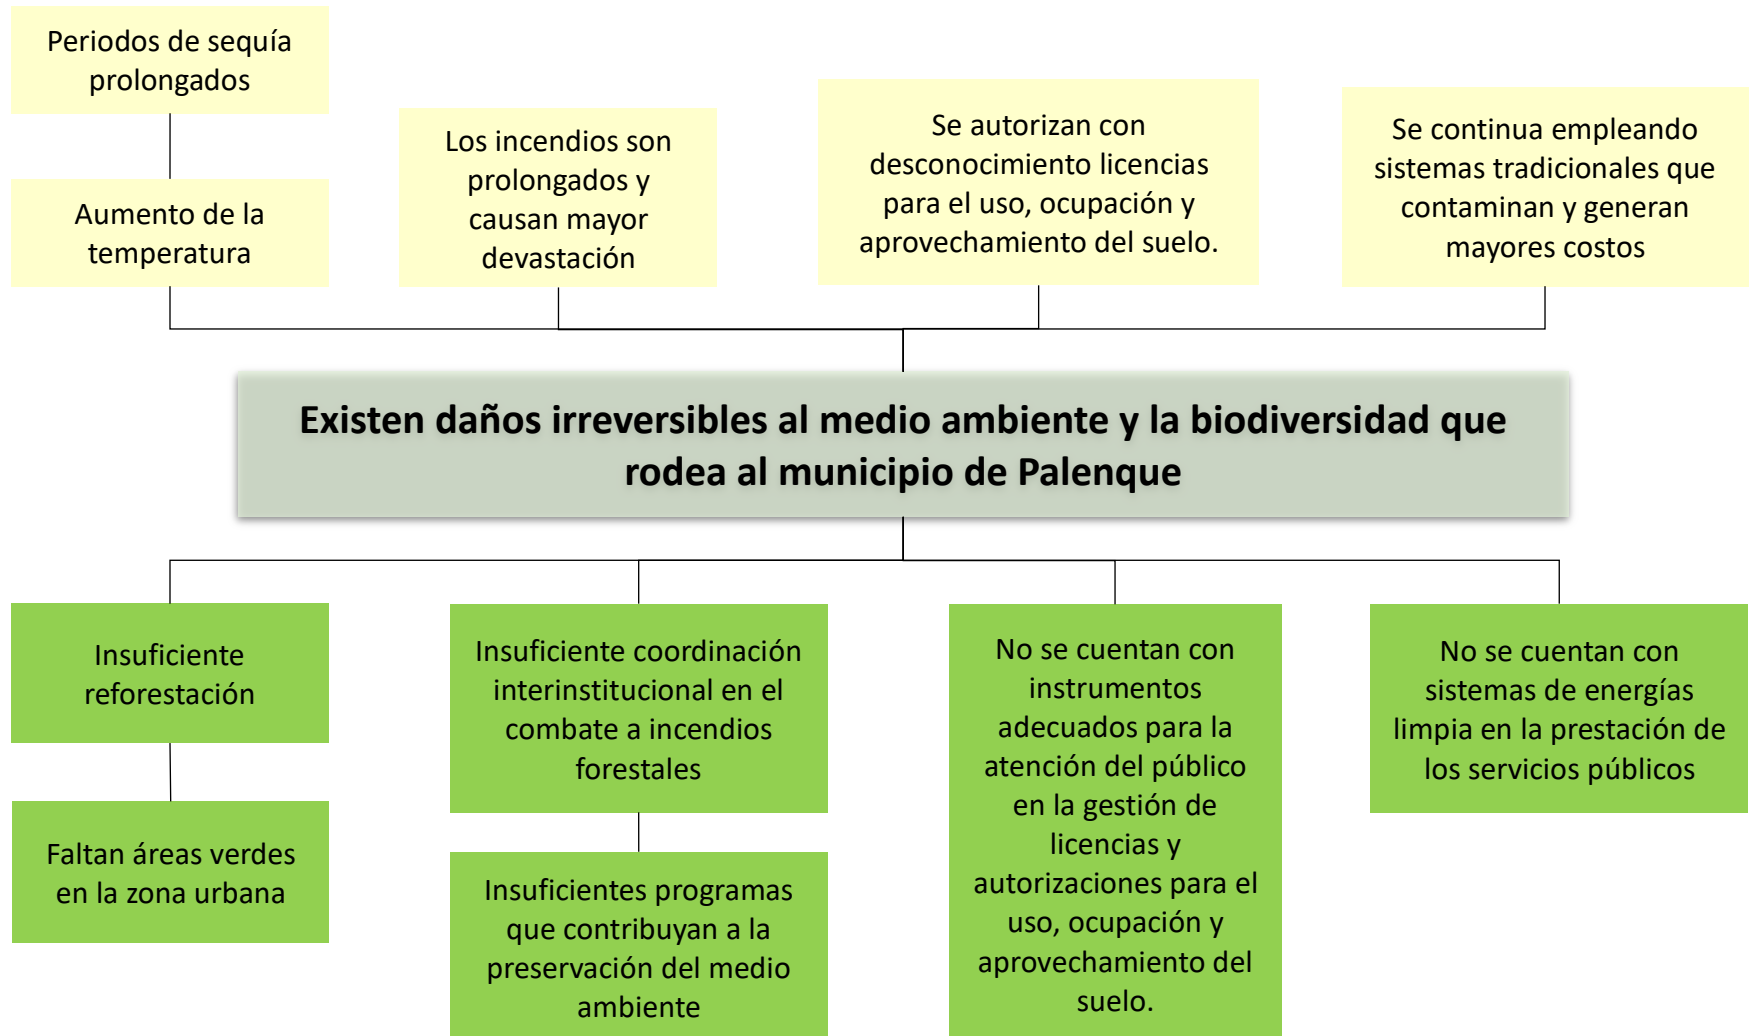 Periodos de sequía
prolongados
Aumento de la
temperatura
Los incendios son
prolongados y
causan mayor
devastación
Se autorizan con
desconocimiento licencias
para el uso, ocupación y
aprovechamiento del suelo.
Se continua empleando
sistemas tradicionales que
contaminan y generan
mayores costos
Existen daños irreversibles al medio ambiente y la biodiversidad que
rodea al municipio de Palenque
Insuficiente
reforestación
Faltan áreas verdes
en la zona urbana
Insuficiente coordinación
interinstitucional en el
combate a incendios
forestales
Insuficientes programas
que contribuyan a la
preservación del medio
ambiente
No se cuentan con
instrumentos
adecuados para la
atención del público
en la gestión de
licencias y
autorizaciones para el
uso, ocupación y
aprovechamiento del
suelo.
No se cuentan con
sistemas de energías
limpia en la prestación de
los servicios públicos